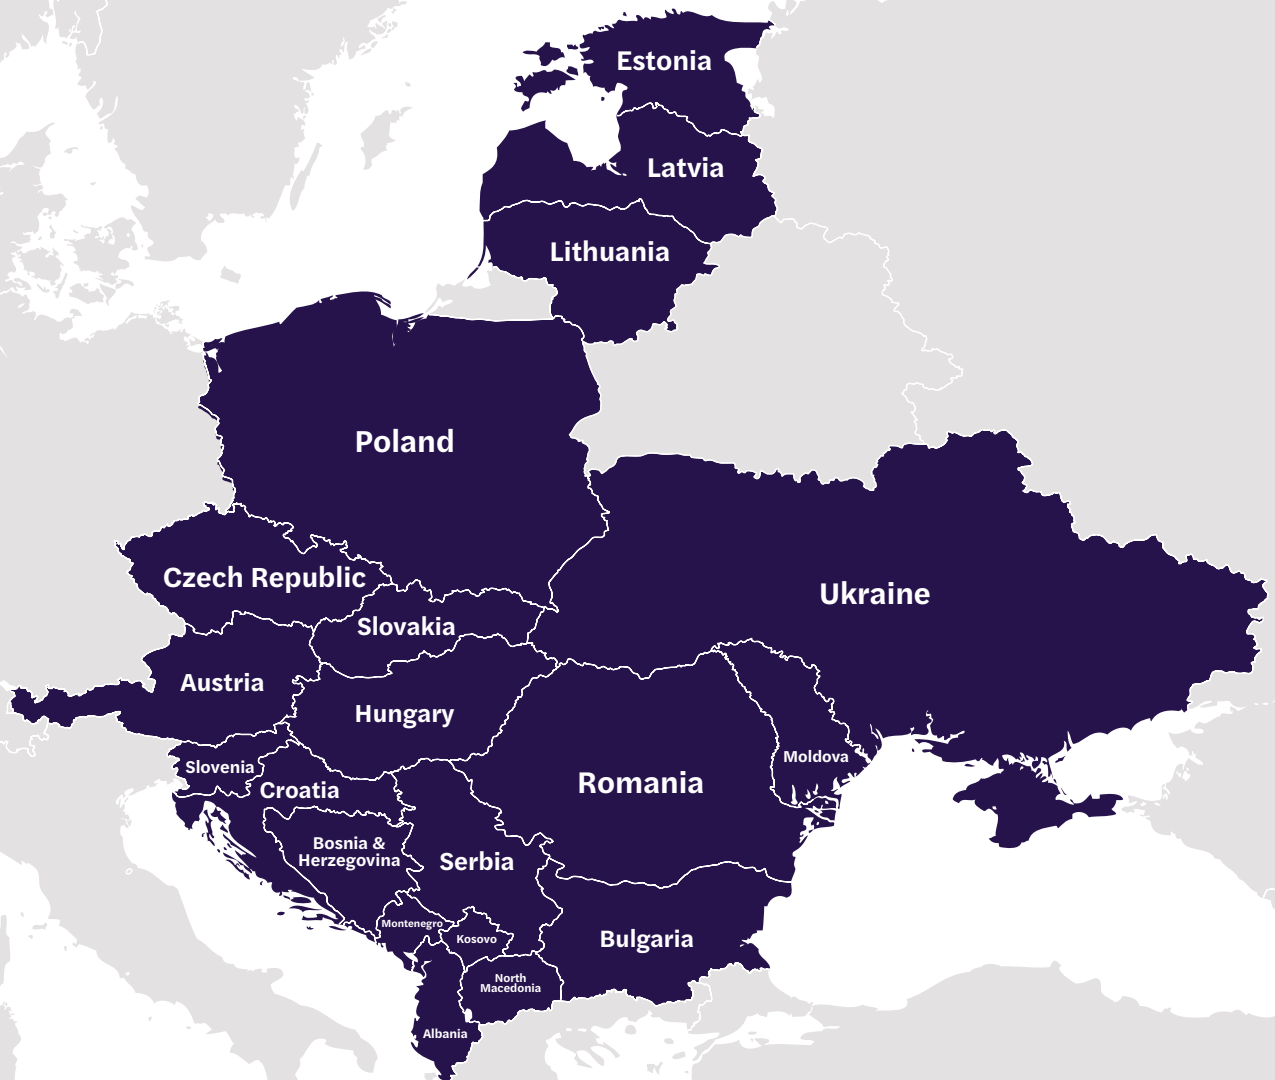 Estonia
Latvia
Lithuania
Poland
Czech Republic
Ukraine
Slovakia
Austria
Hungary
Moldova
Slovenia
Romania
Croatia
Bosnia &
Herzegovina
Serbia
Montenegro
Kosovo
Bulgaria
North
Macedonia
Albania